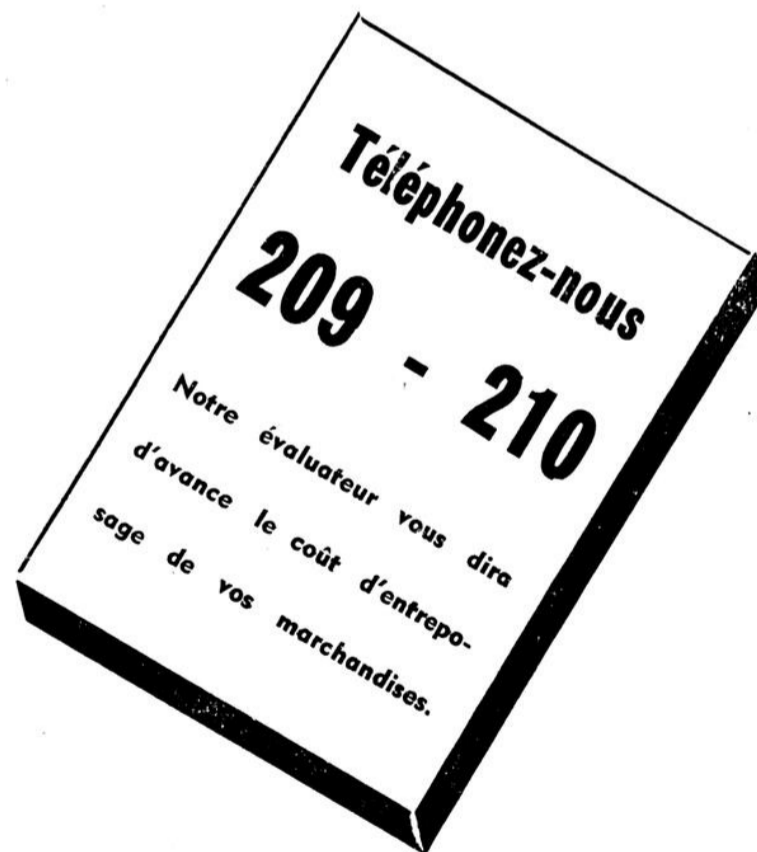 Téléphonez-nous
209 - 210
Notre évaluateur vous dira
d'avance le coût d'entrepo-
sage de vos marchandises.